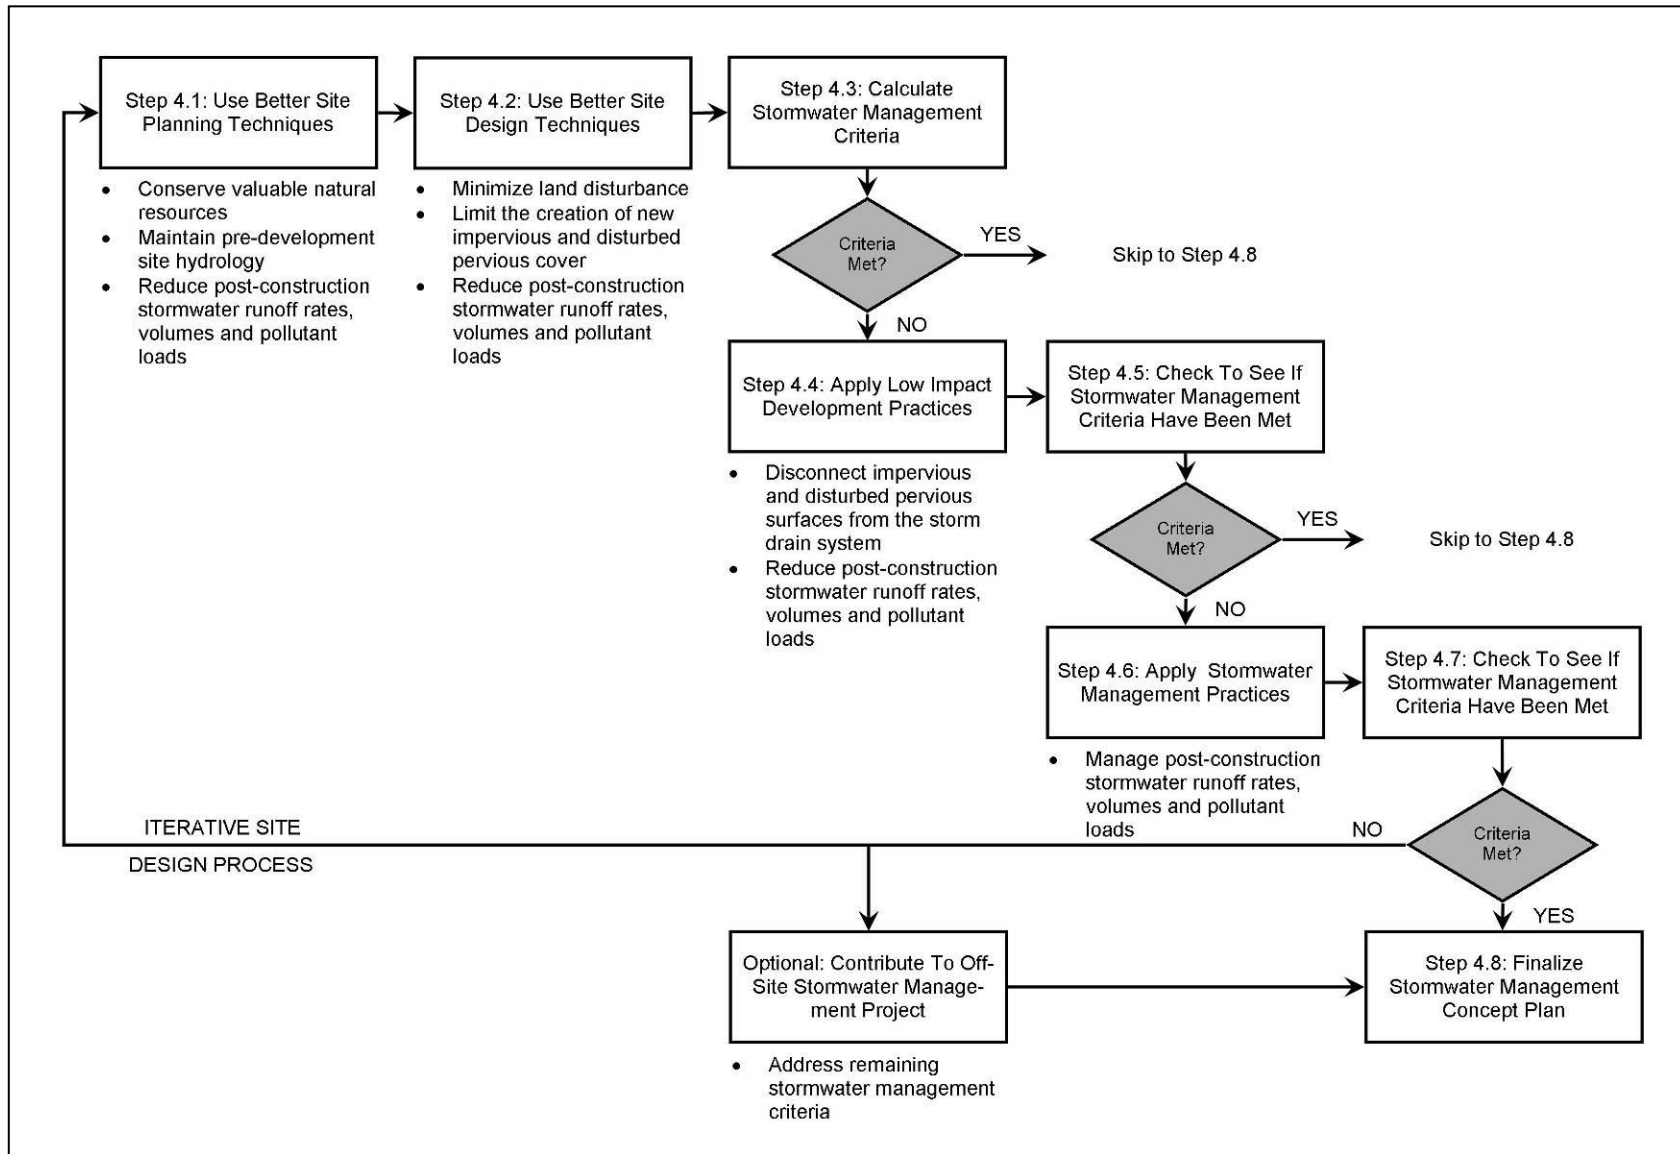 Step 4.1: Use Better Site
Planning Techniques
• Conserve valuable natural
resources
• Maintain pre-development
site hydrology
• Reduce post-construction
stormwater runoff rates,
volumes and pollutant
loads
Step 4.2: Use Better Site
Design Techniques
• Minimize land disturbance
• Limit the creation of new
impervious and disturbed
pervious cover
• Reduce post-construction
stormwater runoff rates,
volumes and pollutant
loads
Step 4.3: Calculate
Stormwater Management
Criteria
Criteria
Met?
YES
Skip to Step 4.8
NO
Step 4.4: Apply Low Impact
Development Practices
• Disconnect impervious
and disturbed pervious
surfaces from the storm
drain system
• Reduce post-construction
stormwater runoff rates,
volumes and pollutant
loads
Step 4.5: Check To See If
Stormwater Management
Criteria Have Been Met
Criteria
Met?
YES
Skip to Step 4.8
NO
Step 4.6: Apply Stormwater
Management Practices
• Manage post-construction
stormwater runoff rates,
volumes and pollutant
loads
Step 4.7: Check To See If
Stormwater Management
Criteria Have Been Met
Criteria
Met?
NO
ITERATIVE SITE
DESIGN PROCESS
YES
Optional: Contribute To Off-
Site Stormwater Manage-
ment Project
• Address remaining
stormwater management
criteria
Step 4.8: Finalize
Stormwater Management
Concept Plan